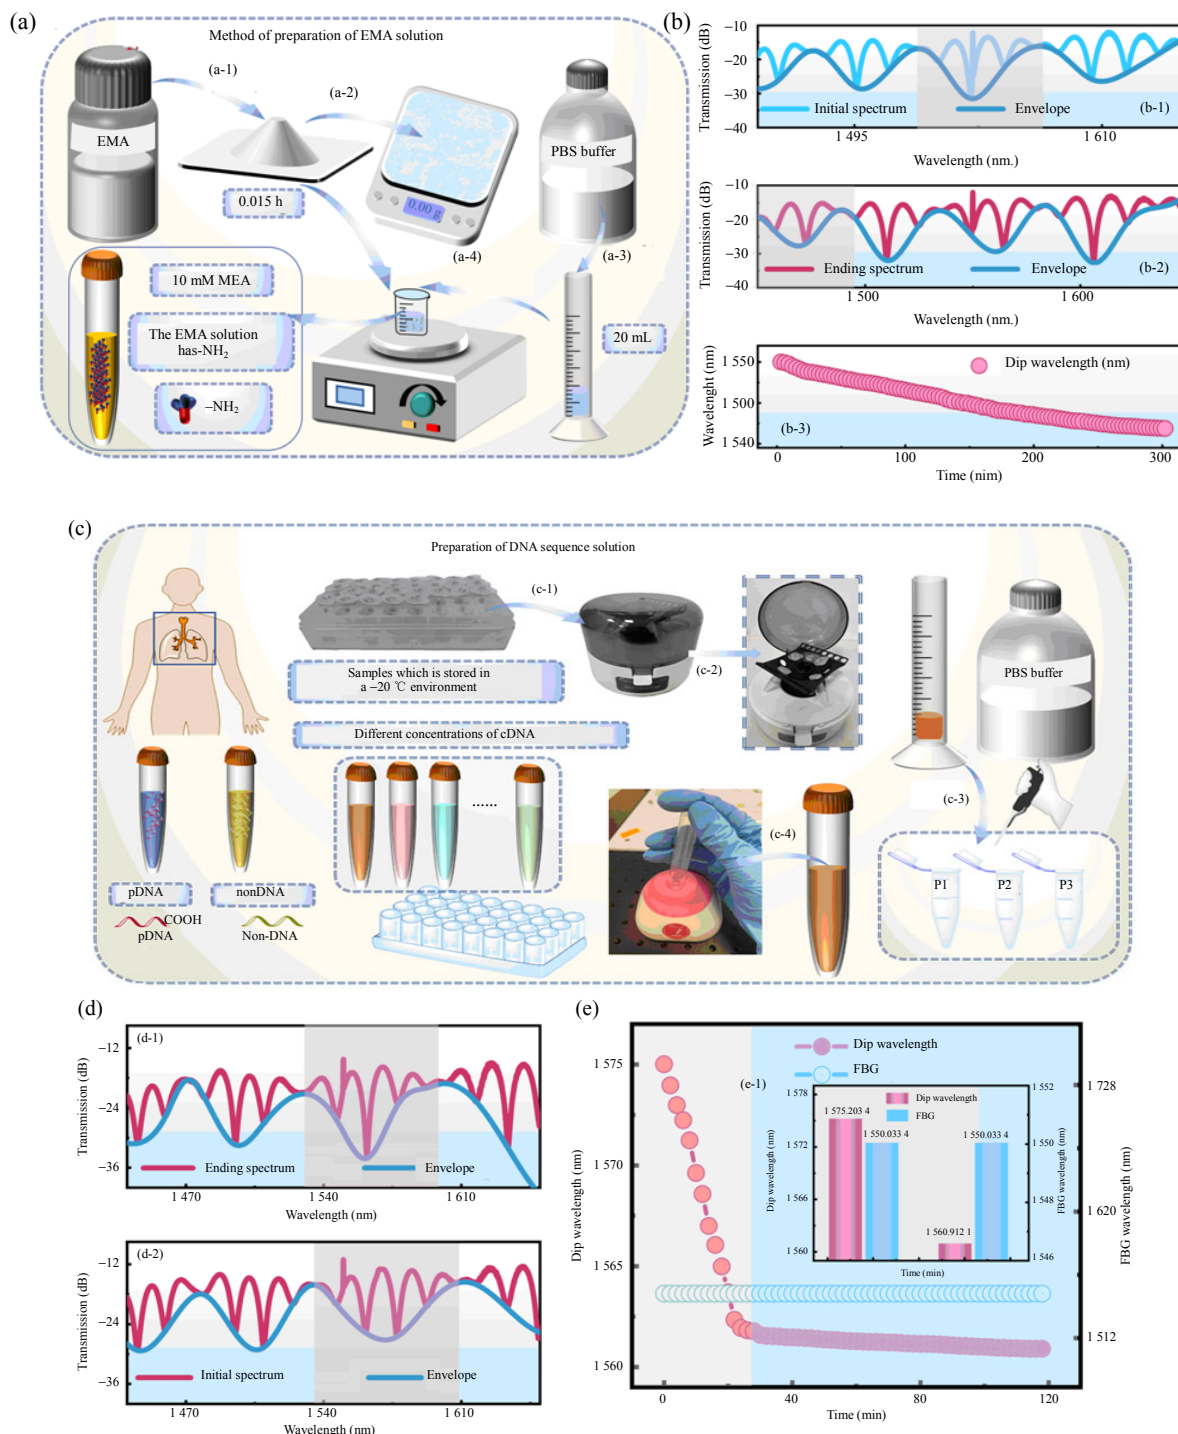 (a)
Method of preparation of EMA solution
(a-1)
(a-2)
EMA
PBS buffer
0.015 h
0.00 g
(a-4)
(a-3)
10 mM MEA
The EMA solution
has-NH₂
–NH₂
20 mL
(b)
Transmission (dB)
−10
−20
−30
−40
Initial spectrum
Envelope
(b-1)
1 495
1 610
Wavelength (nm.)
Transmission (dB)
−10
−20
−30
−40
Ending spectrum
Envelope
(b-2)
1 500
1 600
Wavelength (nm.)
Wavelenght (nm)
1 550
1 500
1 540
Dip wavelength (nm)
(b-3)
0
100
200
300
Time (nim)
(c)
Preparation of DNA sequence solution
(c-1)
(c-2)
Samples which is stored in
a −20 ℃ environment
PBS buffer
Different concentrations of cDNA
......
(c-3)
(c-4)
P1
P2
P3
pDNA
nonDNA
COOH
pDNA
Non-DNA
(d)
(d-1)
Transmission (dB)
−12
−24
−36
Ending spectrum
Envelope
1 470
1 540
1 610
Wavelength (nm)
(d-2)
Transmission (dB)
−12
−24
−36
Initial spectrum
Envelope
1 470
1 540
1 610
Wavelength (nm)
(e)
Dip wavelength (nm)
1 575
1 570
1 565
1 560
Dip wavelength
FBG
(e-1)
Dip wavelength (nm)
1 578
1 572
1 566
1 560
Dip wavelength
FBG
1 575.203 4
1 550.033 4
1 550.033 4
1 560.912 1
1 552
1 550
1 548
1 546
FBG wavelength (nm)
Time (min)
1 728
1 620
1 512
FBG wavelength (nm)
0
40
80
120
Time (min)